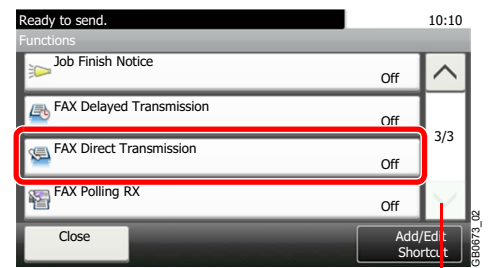 Ready to send. 10:10
Functions
Job Finish Notice
Off
FAX Delayed Transmission
Off
3/3
FAX Direct Transmission
Off
FAX Polling RX
Off
Close
Add/Edit
Shortcut
GB0673_02